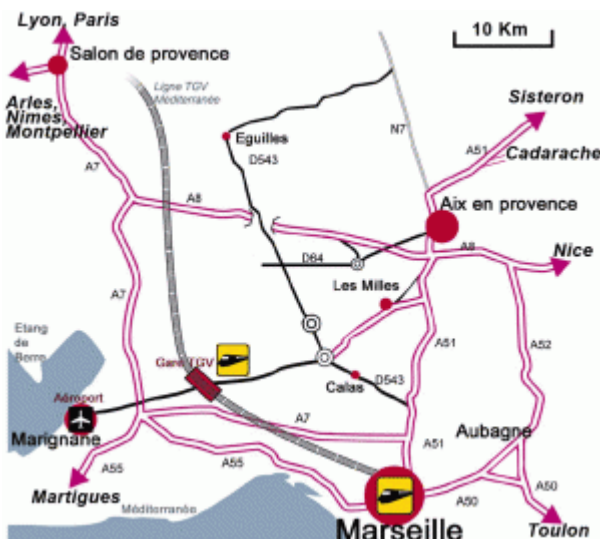 Lyon, Paris
10 Km
Salon de provence
Ligne TGV
Méditerranée
Arles,
Nimes,
Montpellier
Sisteron
Eguilles
N7
A51
Cadarache
D543
A7
A8
Aix en provence
A8
Nice
D64
Les Milles
A7
A51
A52
Etang
de
Berre
Gare TGV
Calas
D543
Aéroport
A7
Marignane
A51
Aubagne
A55
A55
A50
A50
Martigues
Méditerranée
Marseille
Toulon